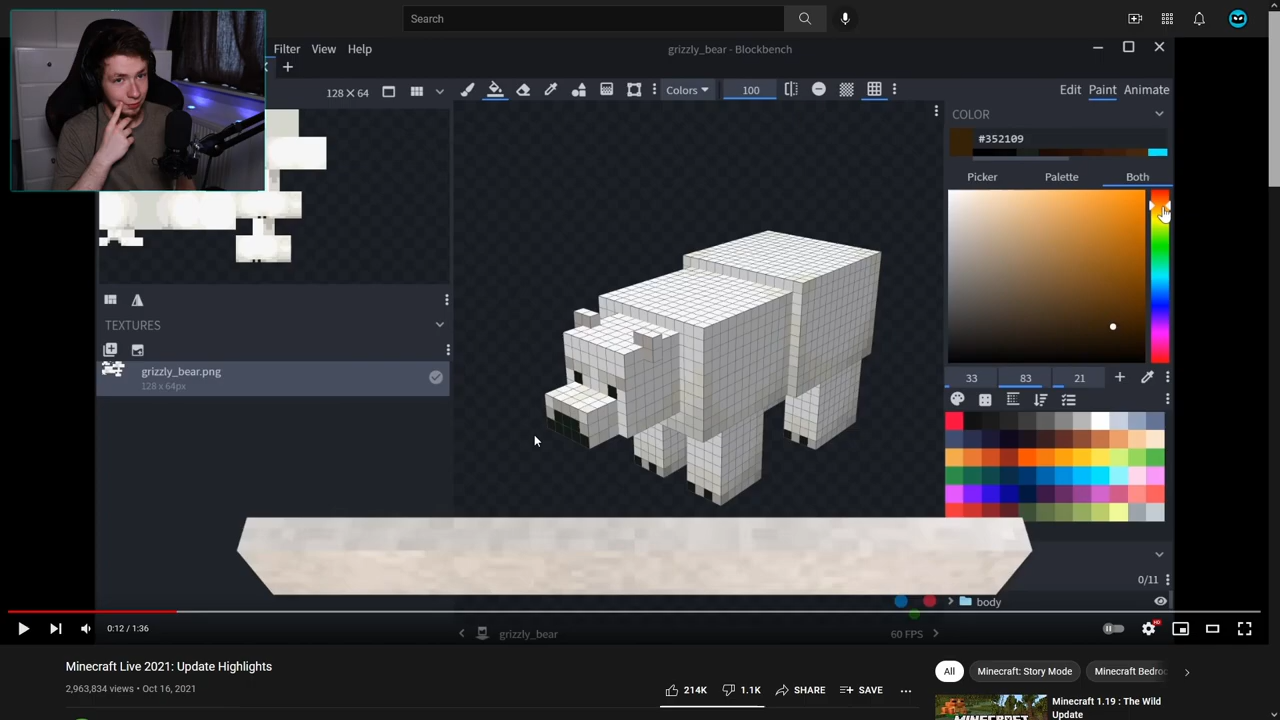 Search
Filter View Help
grizzly_bear - Blockbench
128 × 64
Colors
100
Edit Paint Animate
COLOR
#352109
Picker Palette Both
TEXTURES
grizzly_bear.png
128 x 64px
33 83 21
0/11
body
grizzly_bear
60 FPS
0:12 / 1:36
HD
Minecraft Live 2021: Update Highlights
2,963,834 views • Oct 16, 2021
214K 1.1K SHARE SAVE
All Minecraft: Story Mode Minecraft Bedroc
Minecraft 1.19 : The Wild
Update